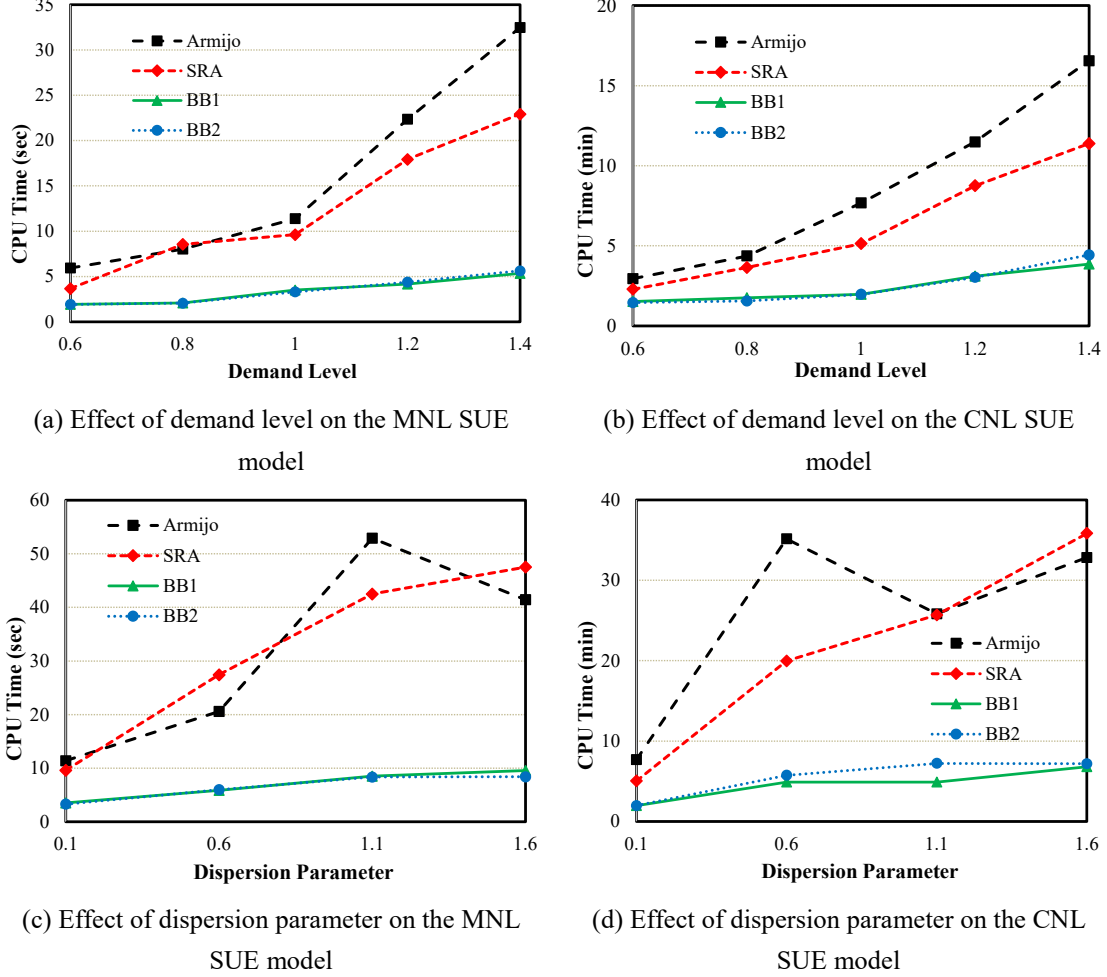 35
30
25
20
15
10
5
0
CPU Time (sec)
Armijo
SRA
BB1
BB2
0.6 0.8 1 1.2 1.4
Demand Level
(a) Effect of demand level on the MNL SUE
model
20
15
10
5
0
CPU Time (min)
Armijo
SRA
BB1
BB2
0.6 0.8 1 1.2 1.4
Demand Level
(b) Effect of demand level on the CNL SUE
model
60
50
40
30
20
10
0
CPU Time (sec)
Armijo
SRA
BB1
BB2
0.1 0.6 1.1 1.6
Dispersion Parameter
(c) Effect of dispersion parameter on the MNL
SUE model
40
30
20
10
0
CPU Time (min)
Armijo
SRA
BB1
BB2
0.1 0.6 1.1 1.6
Dispersion Parameter
(d) Effect of dispersion parameter on the CNL
SUE model